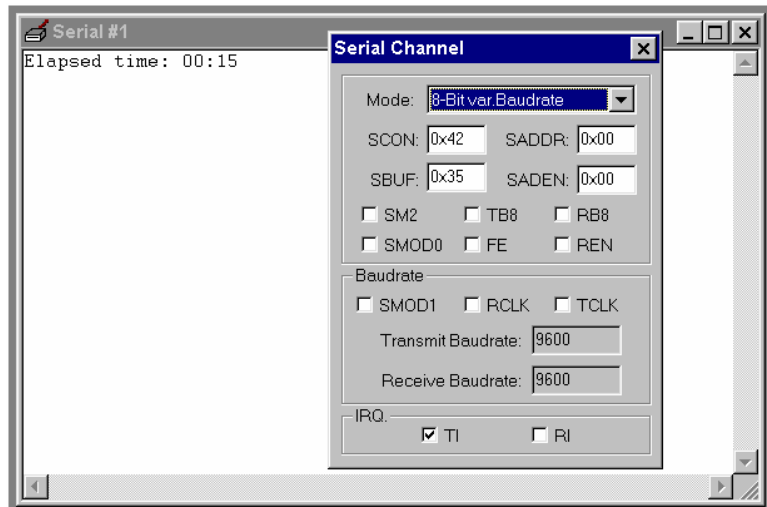 Serial #1
Elapsed time: 00:15
Serial Channel
Mode: 8-Bit var.Baudrate
SCON: 0x42 SADDR: 0x00
SBUF: 0x35 SADEN: 0x00
SM2 TB8 RB8
SMOD0 FE REN
Baudrate
SMOD1 RCLK TCLK
Transmit Baudrate: 9600
Receive Baudrate: 9600
IRQ.
TI RI